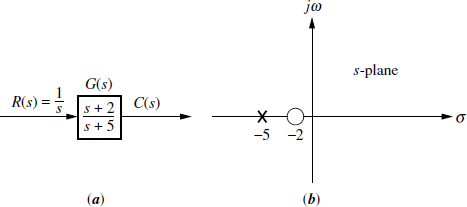 jω
G(s)
s-plane
R(s) = 1/s
s + 2
s + 5
C(s)
σ
–5
–2
(a)
(b)